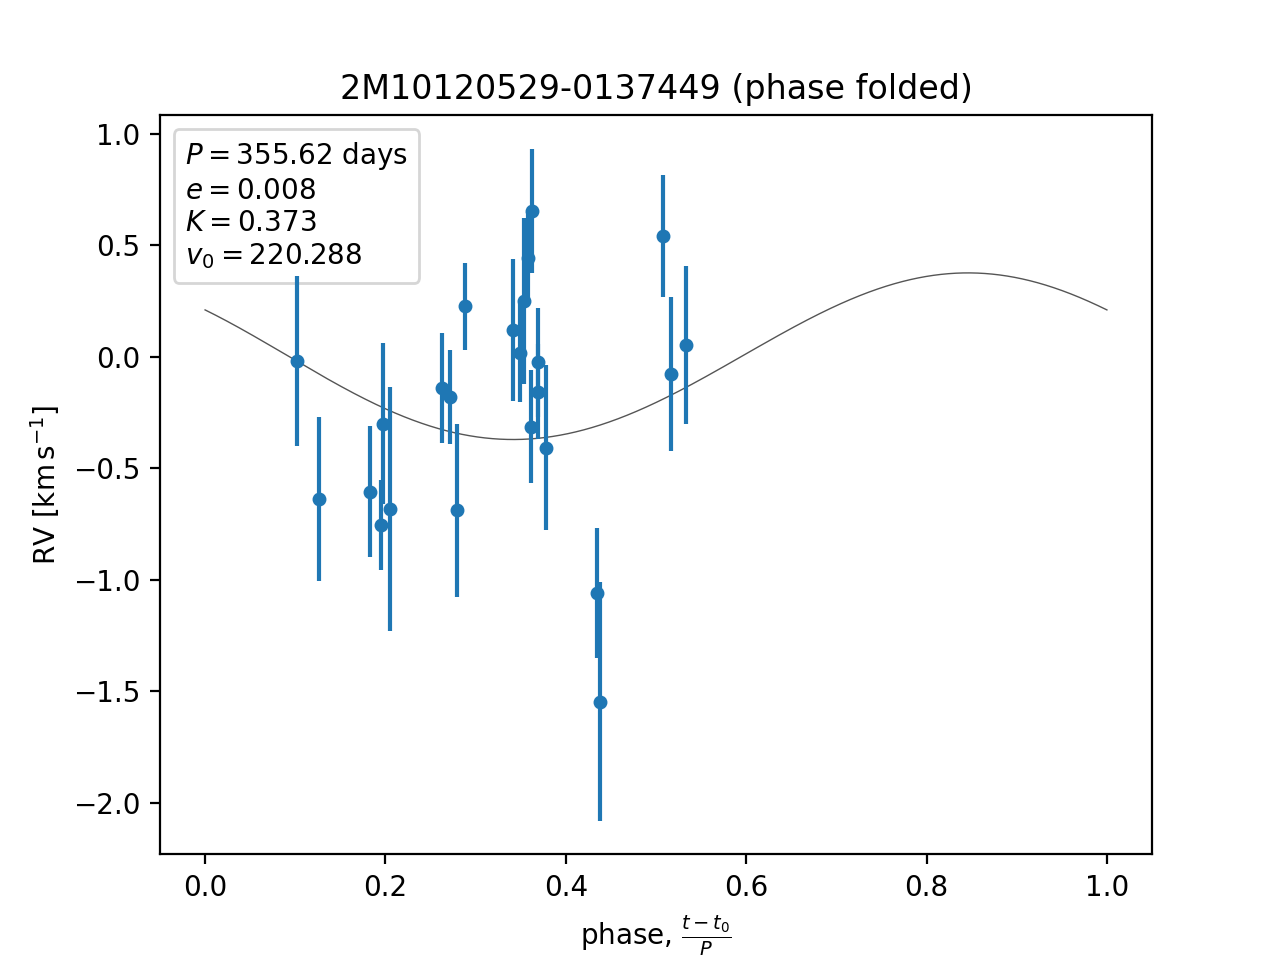 2M10120529-0137449 (phase folded)
P = 355.62 days
e = 0.008
K = 0.373
v₀ = 220.288
1.0
0.5
0.0
−0.5
−1.0
−1.5
−2.0
RV [km s⁻¹]
0.0 0.2 0.4 0.6 0.8 1.0
phase, (t − t₀)/P